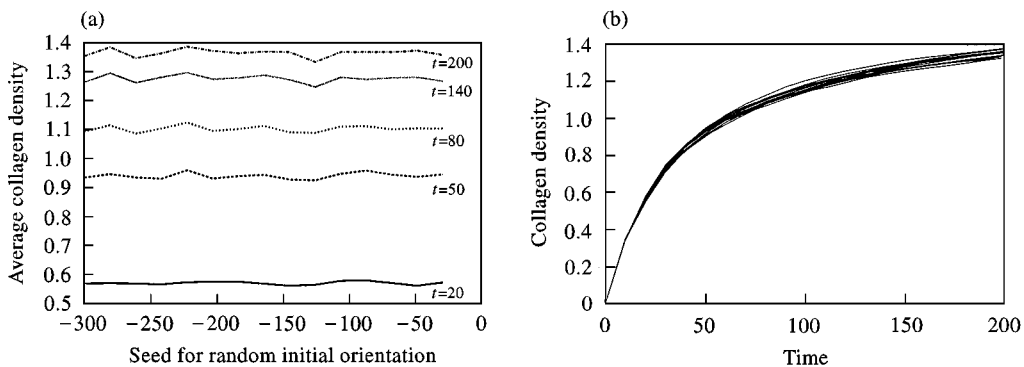 (a)
Average collagen density
1.4
1.3
1.2
1.1
1.0
0.9
0.8
0.7
0.6
0.5
t=200
t=140
t=80
t=50
t=20
−300 −250 −200 −150 −100 −50 0
Seed for random initial orientation
(b)
Collagen density
1.4
1.2
1.0
0.8
0.6
0.4
0.2
0
0 50 100 150 200
Time